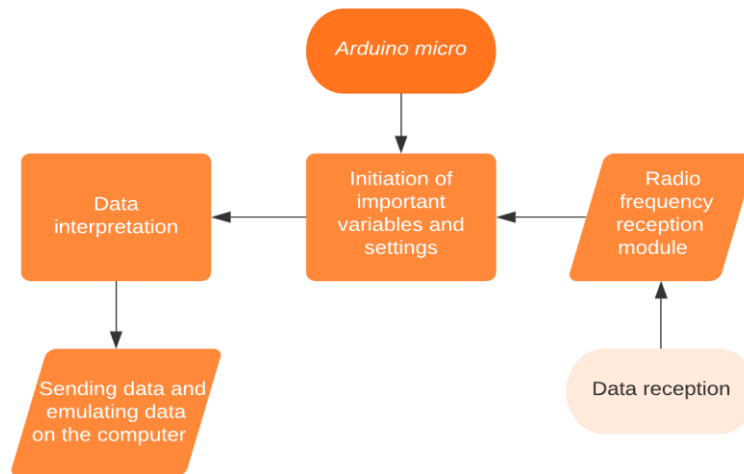 Arduino micro
Data
interpretation
Initiation of
important
variables and
settings
Radio
frequency
reception
module
Sending data and
emulating data
on the computer
Data reception